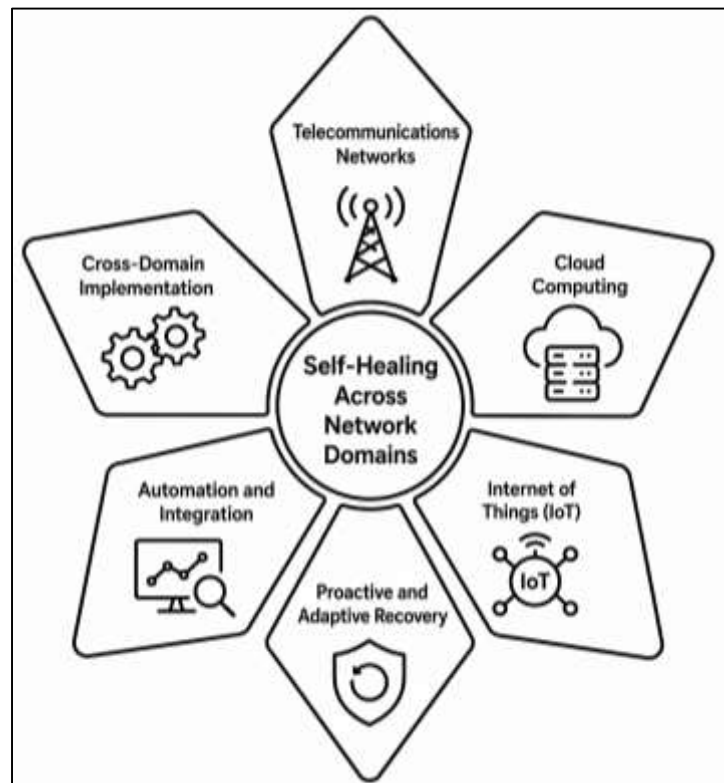 Telecommunications
Networks
Cross-Domain
Implementation
Cloud
Computing
Self-Healing
Across
Network
Domains
Automation and
Integration
Internet of
Things (IoT)
IoT
Proactive and
Adaptive Recovery